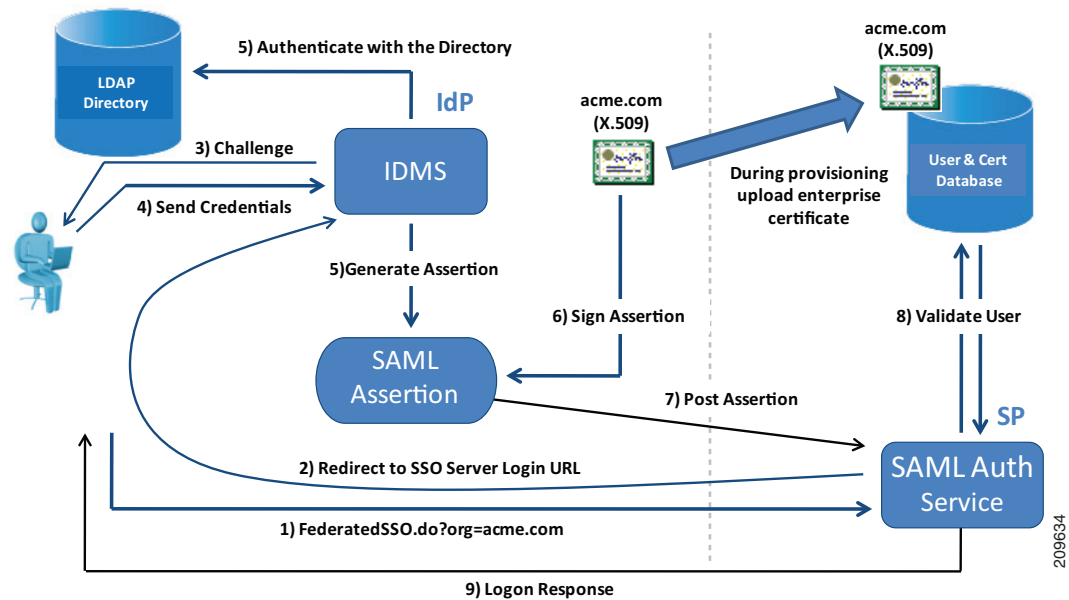 5) Authenticate with the Directory
acme.com
(X.509)
LDAP
Directory
IdP
acme.com
(X.509)
3) Challenge
IDMS
User & Cert
Database
During provisioning
upload enterprise
certificate
4) Send Credentials
5)Generate Assertion
6) Sign Assertion
8) Validate User
SAML
Assertion
7) Post Assertion
SP
2) Redirect to SSO Server Login URL
SAML Auth
Service
1) FederatedSSO.do?org=acme.com
209634
9) Logon Response